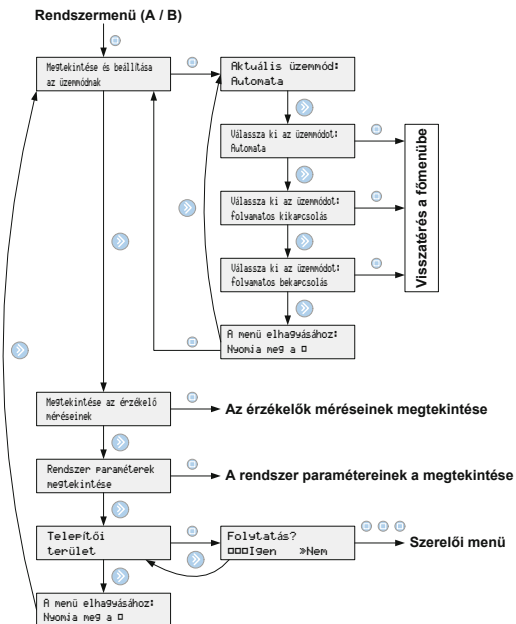 Rendszermenü (A / B)
Megtekintése és beállítása
az üzemmódnak
Aktuális üzemmód:
Automata
Válassza ki az üzemmódot:
Automata
Válassza ki az üzemmódot:
folyamatos kikapcsolás
Válassza ki az üzemmódot:
folyamatos bekapcsolás
A menü elhagyásához:
Nyomja meg a ¤
Visszatérés a főmenübe
Megtekintése az érzékelő
méréseinek
Az érzékelők méréseinek megtekintése
Rendszer paraméterek
megtekintése
A rendszer paramétereinek a megtekintése
Telepítői
terület
Folytatás?
¤¤¤Igen »Nem
Szerelői menü
A menü elhagyásához:
Nyomja meg a ¤